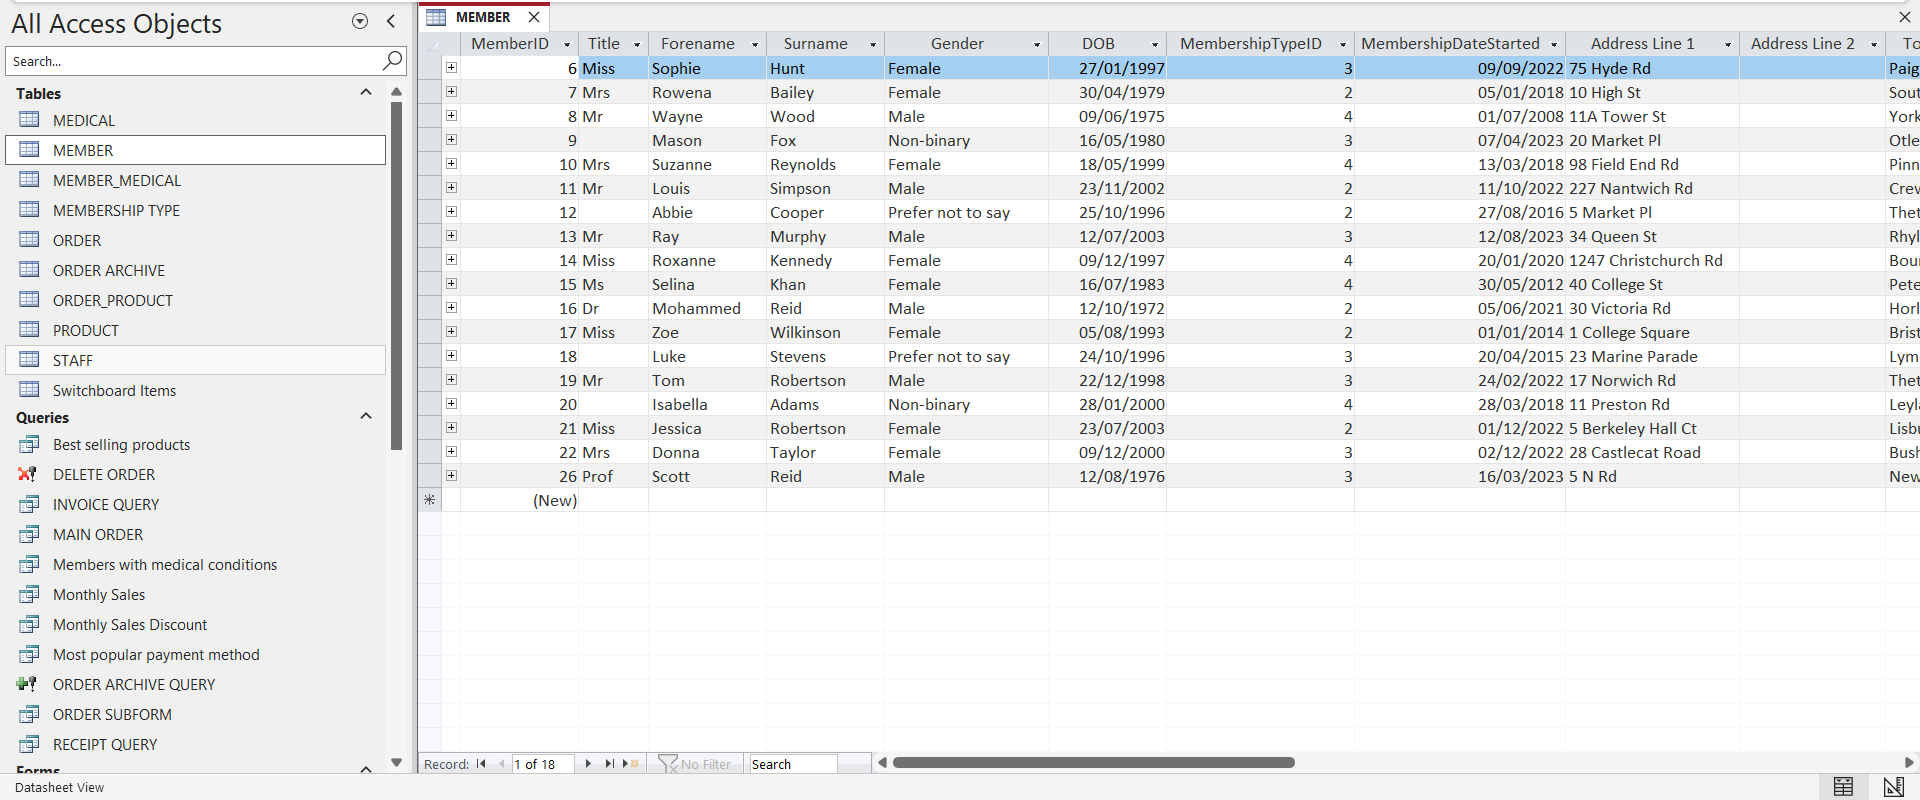 All Access Objects
Search...
Tables
MEDICAL
MEMBER
MEMBER_MEDICAL
MEMBERSHIP TYPE
ORDER
ORDER ARCHIVE
ORDER_PRODUCT
PRODUCT
STAFF
Switchboard Items
Queries
Best selling products
DELETE ORDER
INVOICE QUERY
MAIN ORDER
Members with medical conditions
Monthly Sales
Monthly Sales Discount
Most popular payment method
ORDER ARCHIVE QUERY
ORDER SUBFORM
RECEIPT QUERY
Forms
MEMBER
MemberID Title Forename Surname Gender DOB MembershipTypeID MembershipDateStarted Address Line 1 Address Line 2 To
6 Miss Sophie Hunt Female 27/01/1997 3 09/09/2022 75 Hyde Rd Paig
7 Mrs Rowena Bailey Female 30/04/1979 2 05/01/2018 10 High St Sout
8 Mr Wayne Wood Male 09/06/1975 4 01/07/2008 11A Tower St York
9 Mason Fox Non-binary 16/05/1980 3 07/04/2023 20 Market Pl Otle
10 Mrs Suzanne Reynolds Female 18/05/1999 4 13/03/2018 98 Field End Rd Pinn
11 Mr Louis Simpson Male 23/11/2002 2 11/10/2022 227 Nantwich Rd Crew
12 Abbie Cooper Prefer not to say 25/10/1996 2 27/08/2016 5 Market Pl Thet
13 Mr Ray Murphy Male 12/07/2003 3 12/08/2023 34 Queen St Rhyl
14 Miss Roxanne Kennedy Female 09/12/1997 4 20/01/2020 1247 Christchurch Rd Bour
15 Ms Selina Khan Female 16/07/1983 4 30/05/2012 40 College St Pete
16 Dr Mohammed Reid Male 12/10/1972 2 05/06/2021 30 Victoria Rd Horl
17 Miss Zoe Wilkinson Female 05/08/1993 2 01/01/2014 1 College Square Brist
18 Luke Stevens Prefer not to say 24/10/1996 3 20/04/2015 23 Marine Parade Lym
19 Mr Tom Robertson Male 22/12/1998 3 24/02/2022 17 Norwich Rd Thet
20 Isabella Adams Non-binary 28/01/2000 4 28/03/2018 11 Preston Rd Leyl
21 Miss Jessica Robertson Female 23/07/2003 2 01/12/2022 5 Berkeley Hall Ct Lisbu
22 Mrs Donna Taylor Female 09/12/2000 3 02/12/2022 28 Castlecat Road Bush
26 Prof Scott Reid Male 12/08/1976 3 16/03/2023 5 N Rd New
(New)
Record: 1 of 18 No Filter Search
Datasheet View